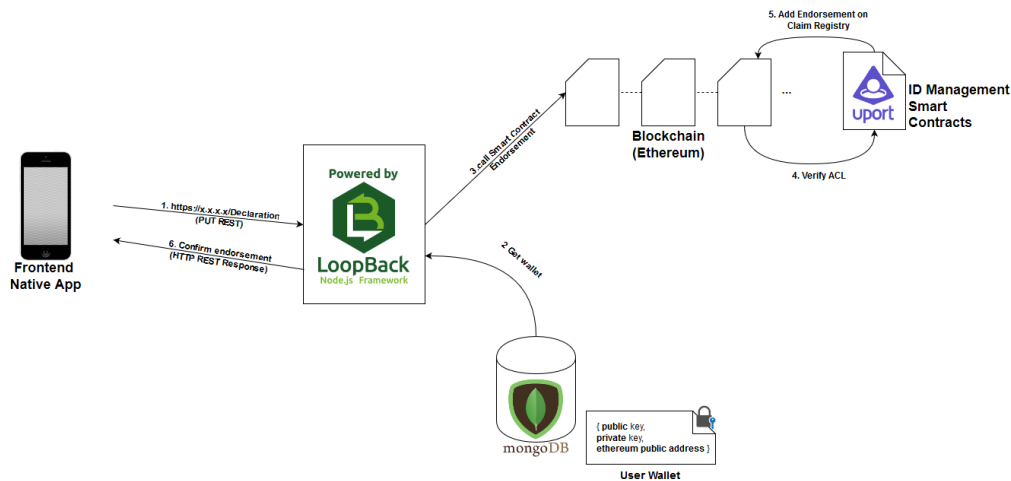 5. Add Endorsement on
Claim Registry
uport
ID Management
Smart
Contracts
...
Blockchain
(Ethereum)
4. Verify ACL
3.call Smart Contract
Endorsement
Powered by
LoopBack
Node.js Framework
1. https://x.x.x.x/Declaration
(PUT REST)
6. Confirm endorsement
(HTTP REST Response)
Frontend
Native App
2 Get wallet
mongoDB
{ public key,
private key,
ethereum public address }
User Wallet